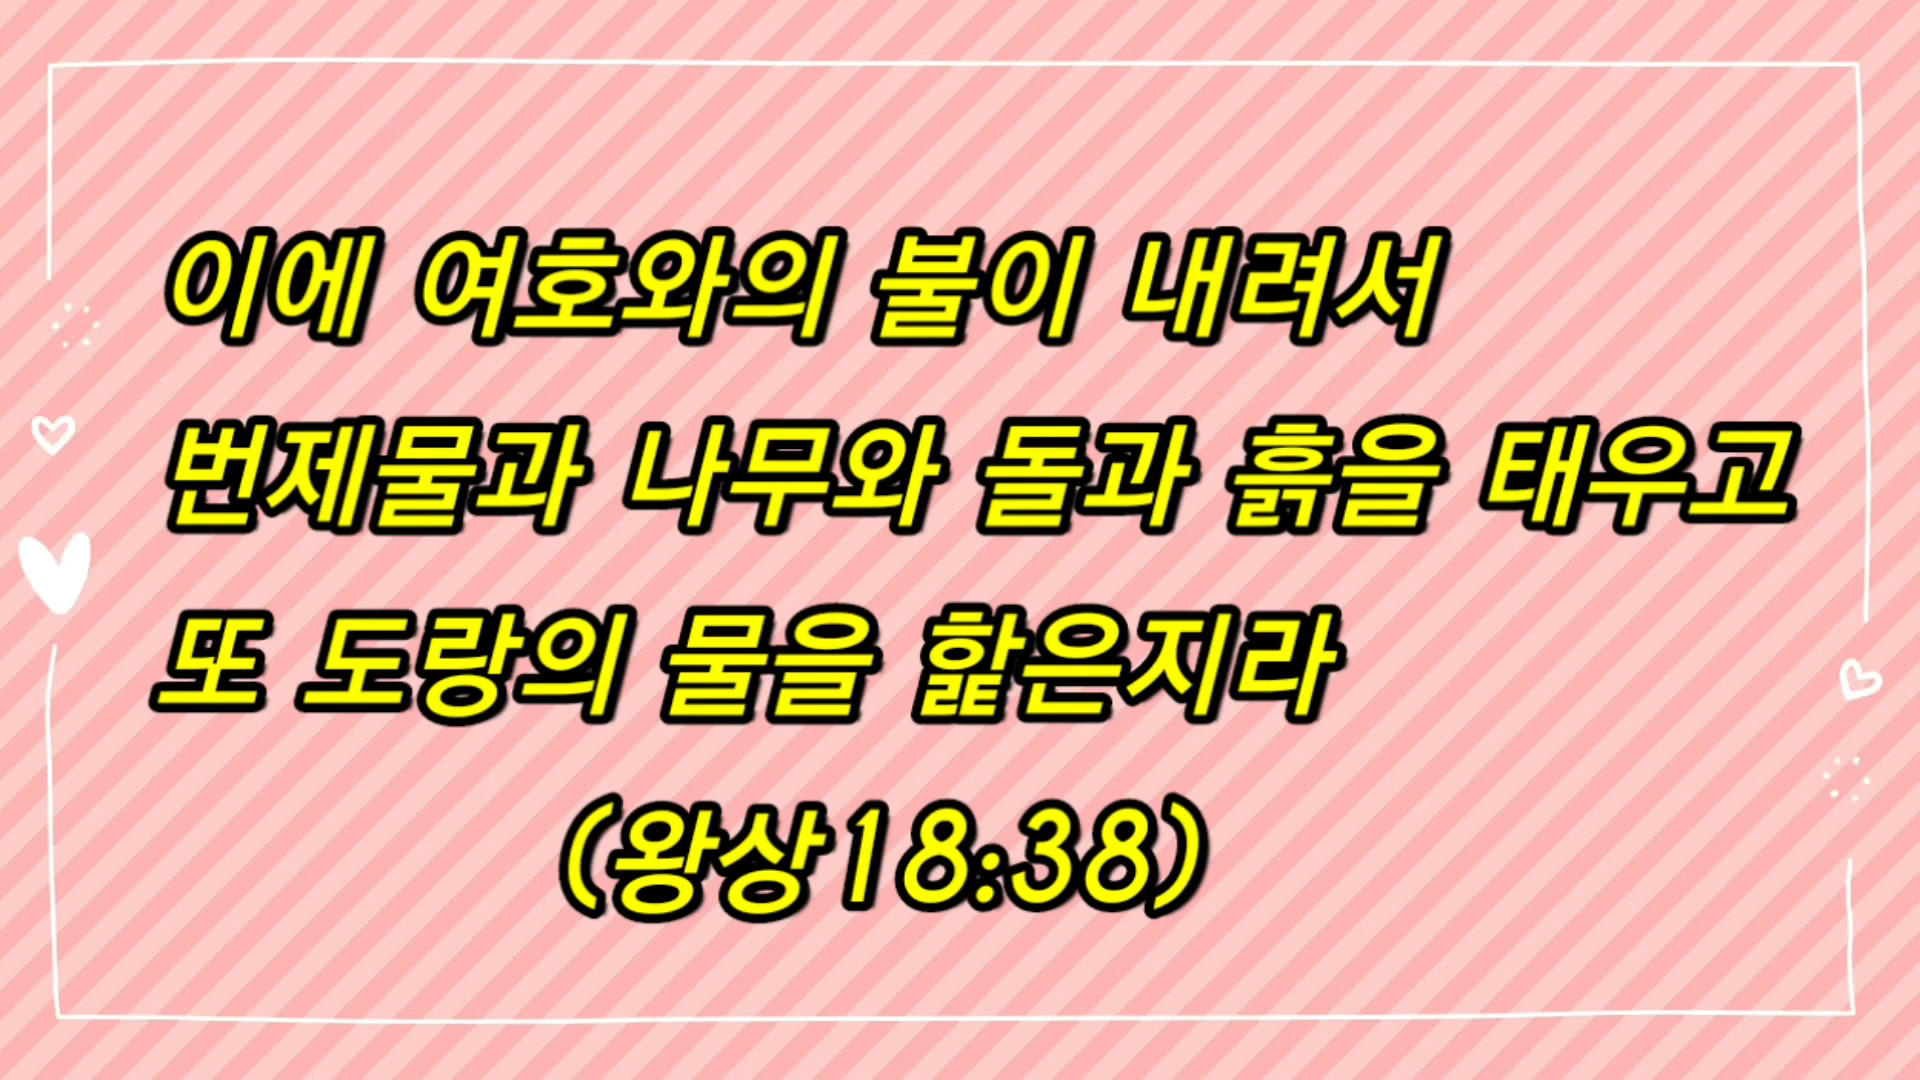 이에 여호와의 불이 내려서
번제물과 나무와 돌과 흙을 태우고
또 도랑의 물을 핥은지라
(왕상18:38)